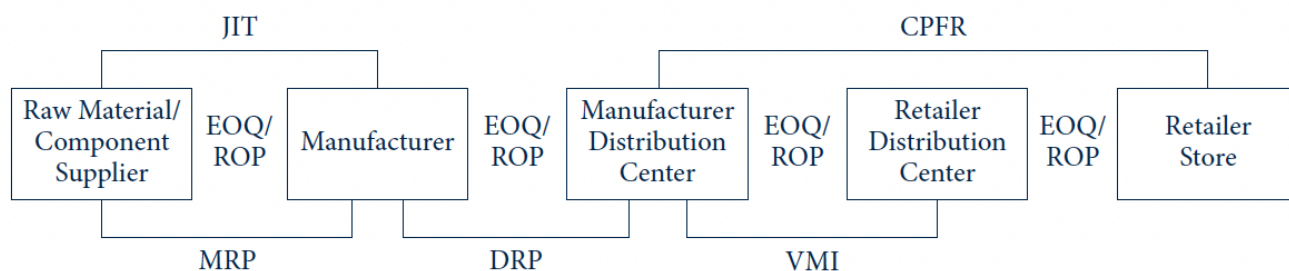 JIT
CPFR
Raw Material/
Component
Supplier
EOQ/
ROP
Manufacturer
EOQ/
ROP
Manufacturer
Distribution
Center
EOQ/
ROP
Retailer
Distribution
Center
EOQ/
ROP
Retailer
Store
MRP
DRP
VMI